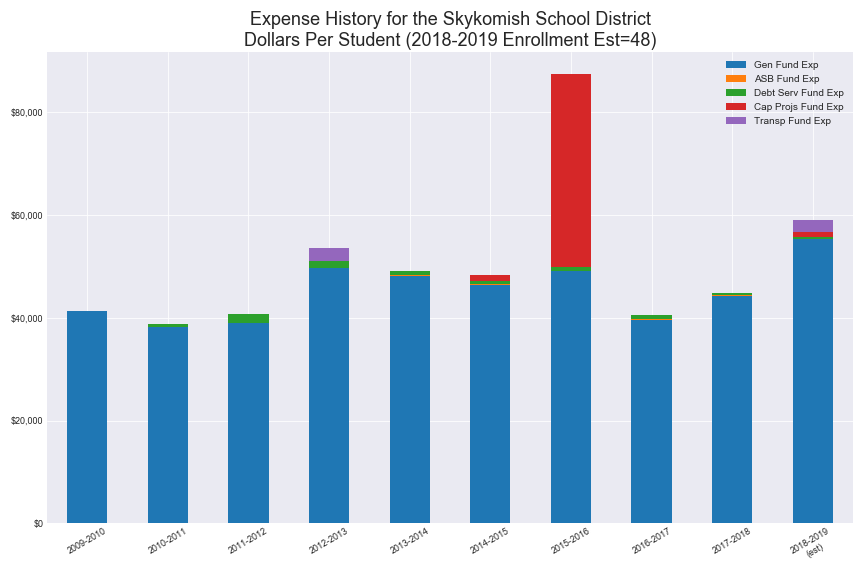 Expense History for the Skykomish School District
Dollars Per Student (2018-2019 Enrollment Est=48)
Gen Fund Exp
ASB Fund Exp
Debt Serv Fund Exp
Cap Projs Fund Exp
Transp Fund Exp
$80,000
$60,000
$40,000
$20,000
$0
2009-2010
2010-2011
2011-2012
2012-2013
2013-2014
2014-2015
2015-2016
2016-2017
2017-2018
2018-2019
(est)